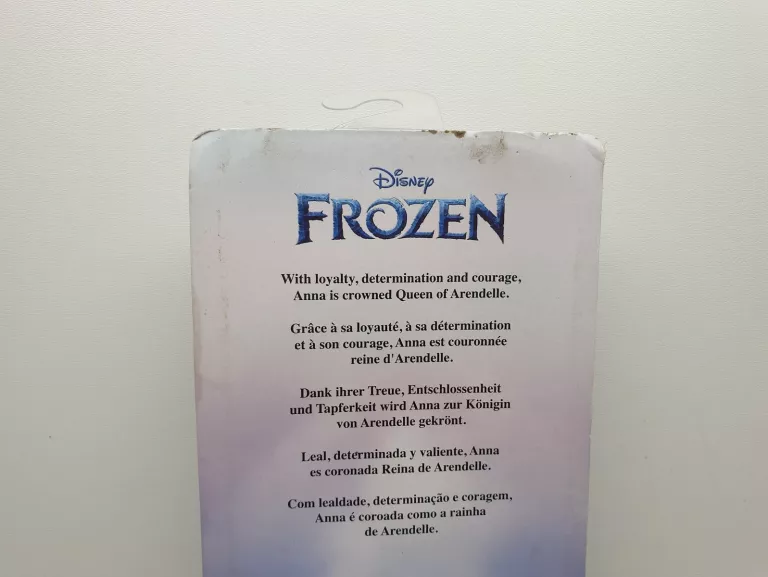 Disney
FROZEN
With loyalty, determination and courage,
Anna is crowned Queen of Arendelle.
Grâce à sa loyauté, à sa détermination
et à son courage, Anna est couronnée
reine d'Arendelle.
Dank ihrer Treue, Entschlossenheit
und Tapferkeit wird Anna zur Königin
von Arendelle gekrönt.
Leal, determinada y valiente, Anna
es coronada Reina de Arendelle.
Com lealdade, determinação e coragem,
Anna é coroada como a rainha
de Arendelle.